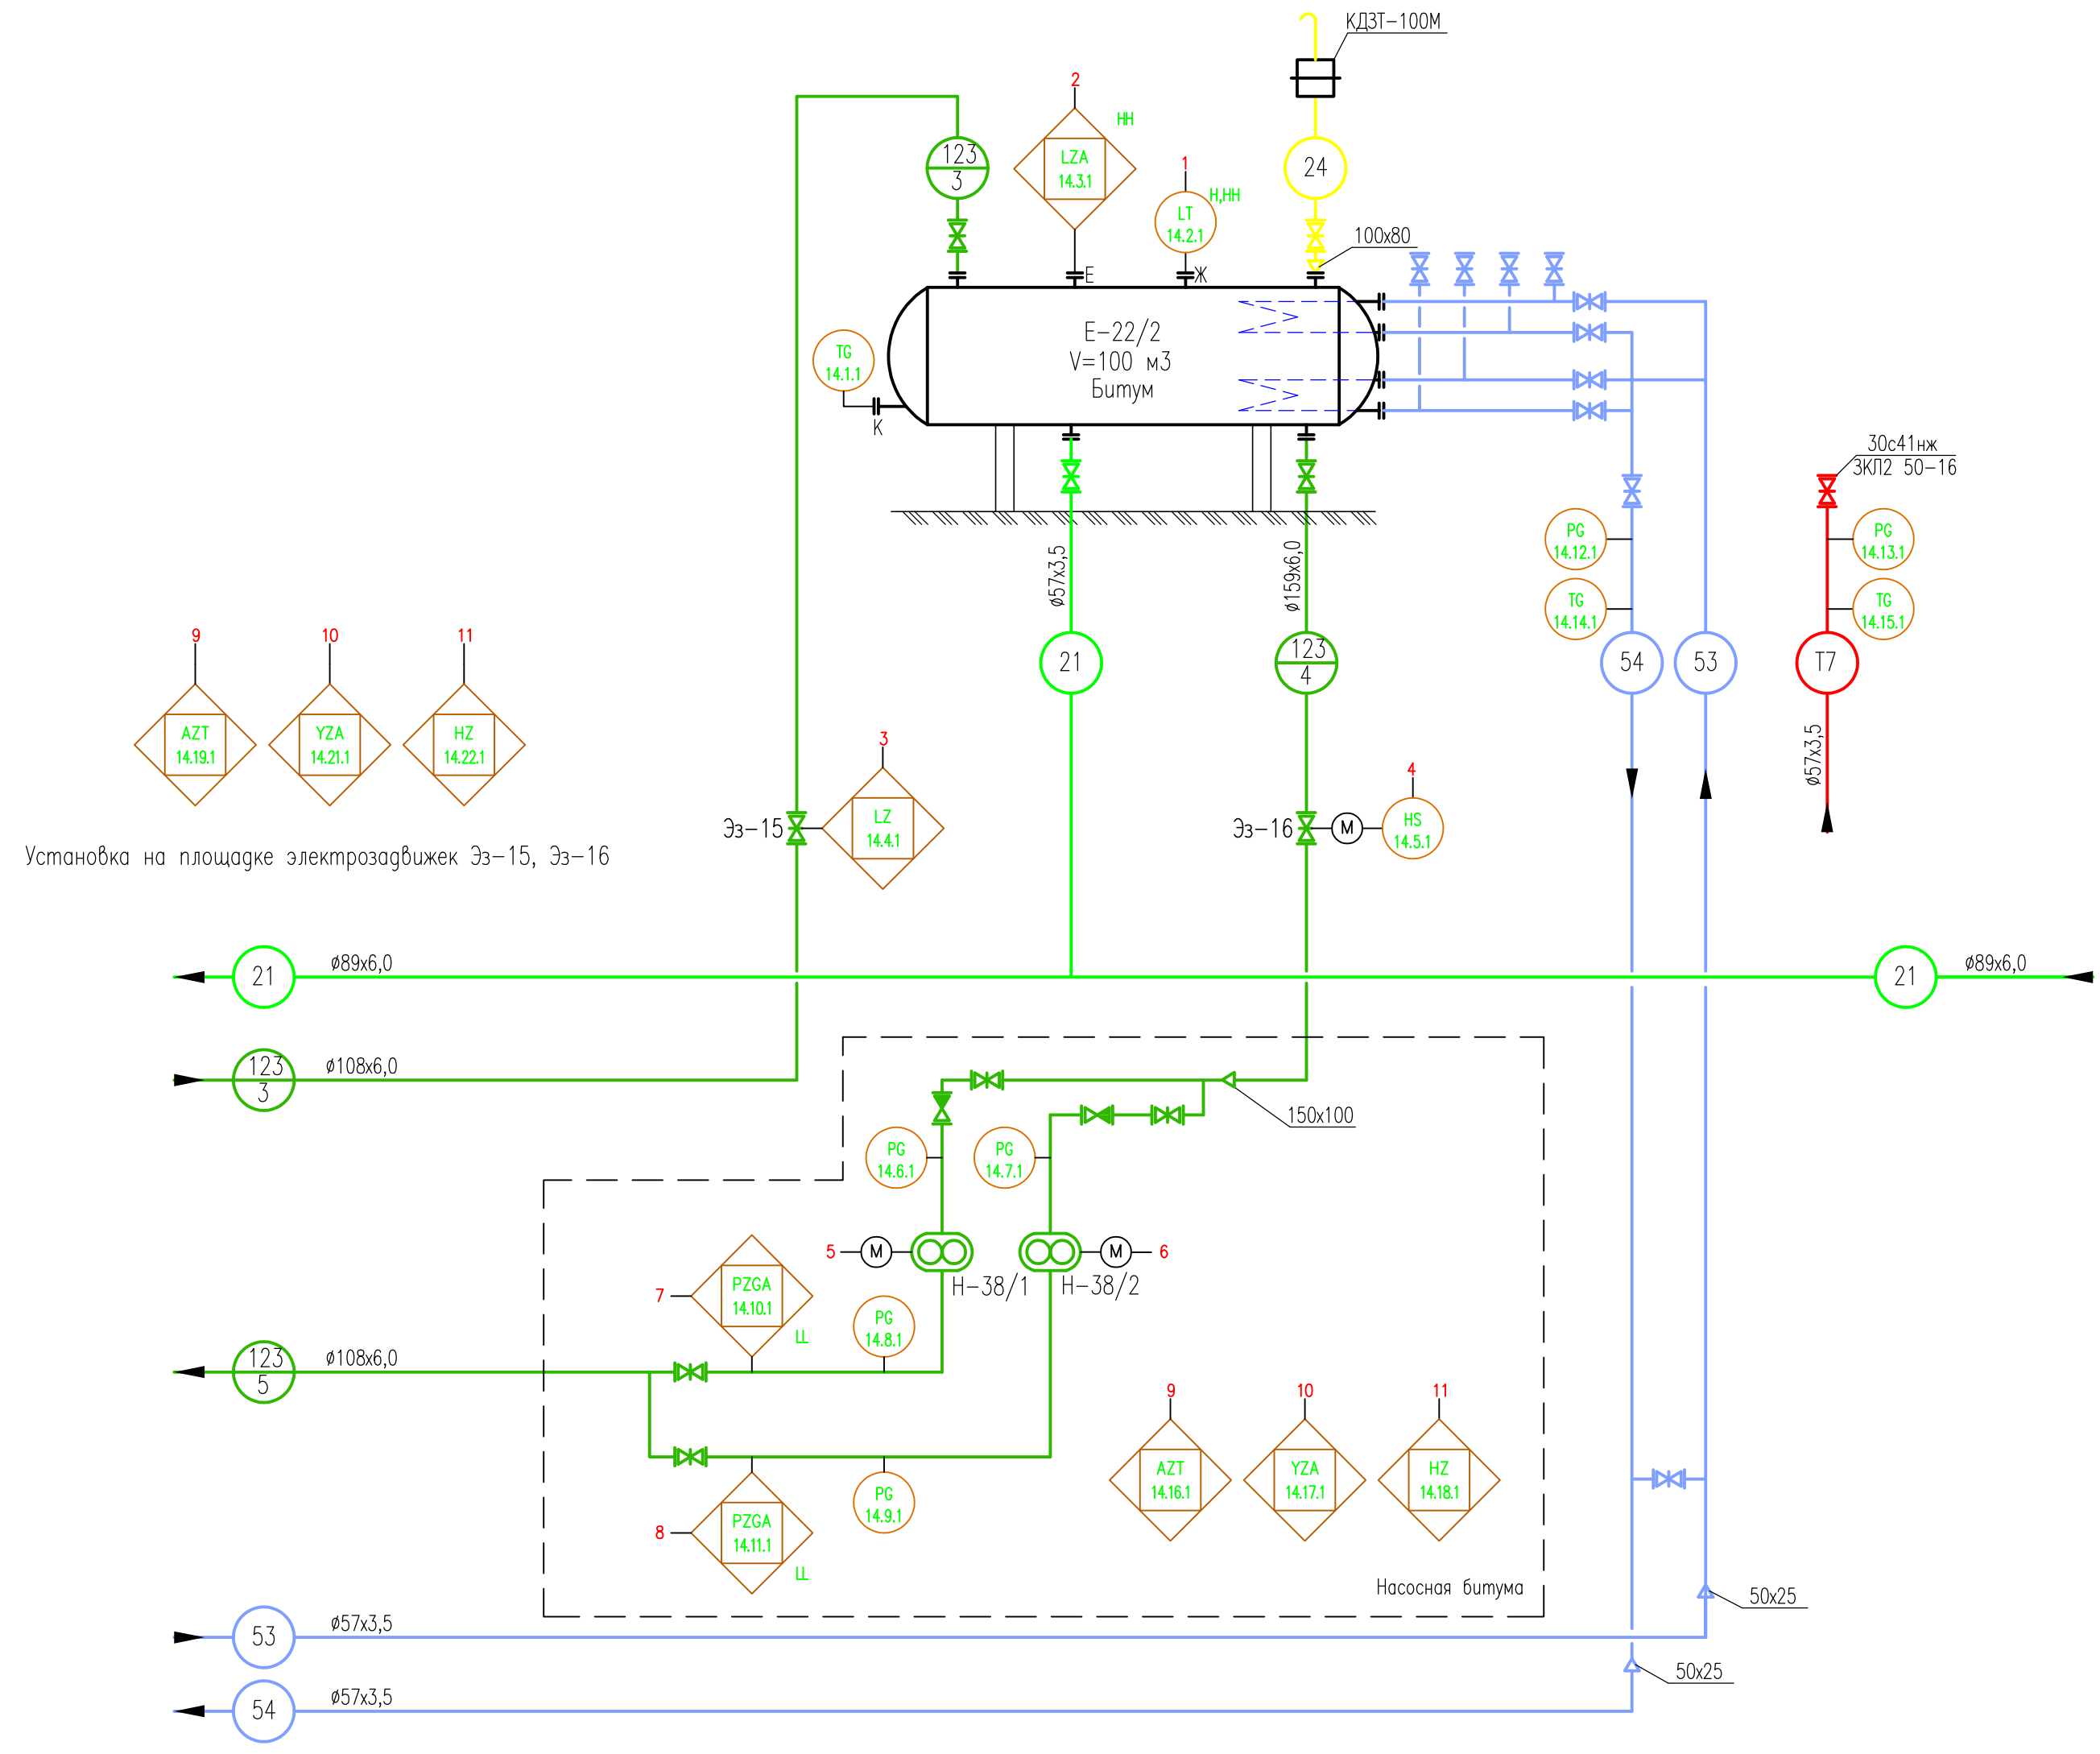 КДЗТ-100М
2
НН
123
3
LZA
14.3.1
1
Н,НН
LT
14.2.1
24
100х80
Е
Ж
Е-22/2
V=100 м3
Битум
TG
14.1.1
К
30с41нж
ЗКЛ2 50-16
PG
14.12.1
PG
14.13.1
TG
14.14.1
TG
14.15.1
ø57х3,5
ø159х6,0
21
123
4
54
53
Т7
ø57х3,5
9
10
11
AZT
14.19.1
YZA
14.21.1
HZ
14.22.1
3
LZ
14.4.1
Эз-15
4
Эз-16
М
HS
14.5.1
Установка на площадке электрозадвижек Эз-15, Эз-16
21
ø89х6,0
21
ø89х6,0
123
3
ø108х6,0
150х100
PG
14.6.1
PG
14.7.1
5
М
М
6
Н-38/1
Н-38/2
7
PZGA
14.10.1
LL
PG
14.8.1
123
5
ø108х6,0
9
10
11
AZT
14.16.1
YZA
14.17.1
HZ
14.18.1
8
PZGA
14.11.1
LL
PG
14.9.1
Насосная битума
50х25
53
ø57х3,5
50х25
54
ø57х3,5